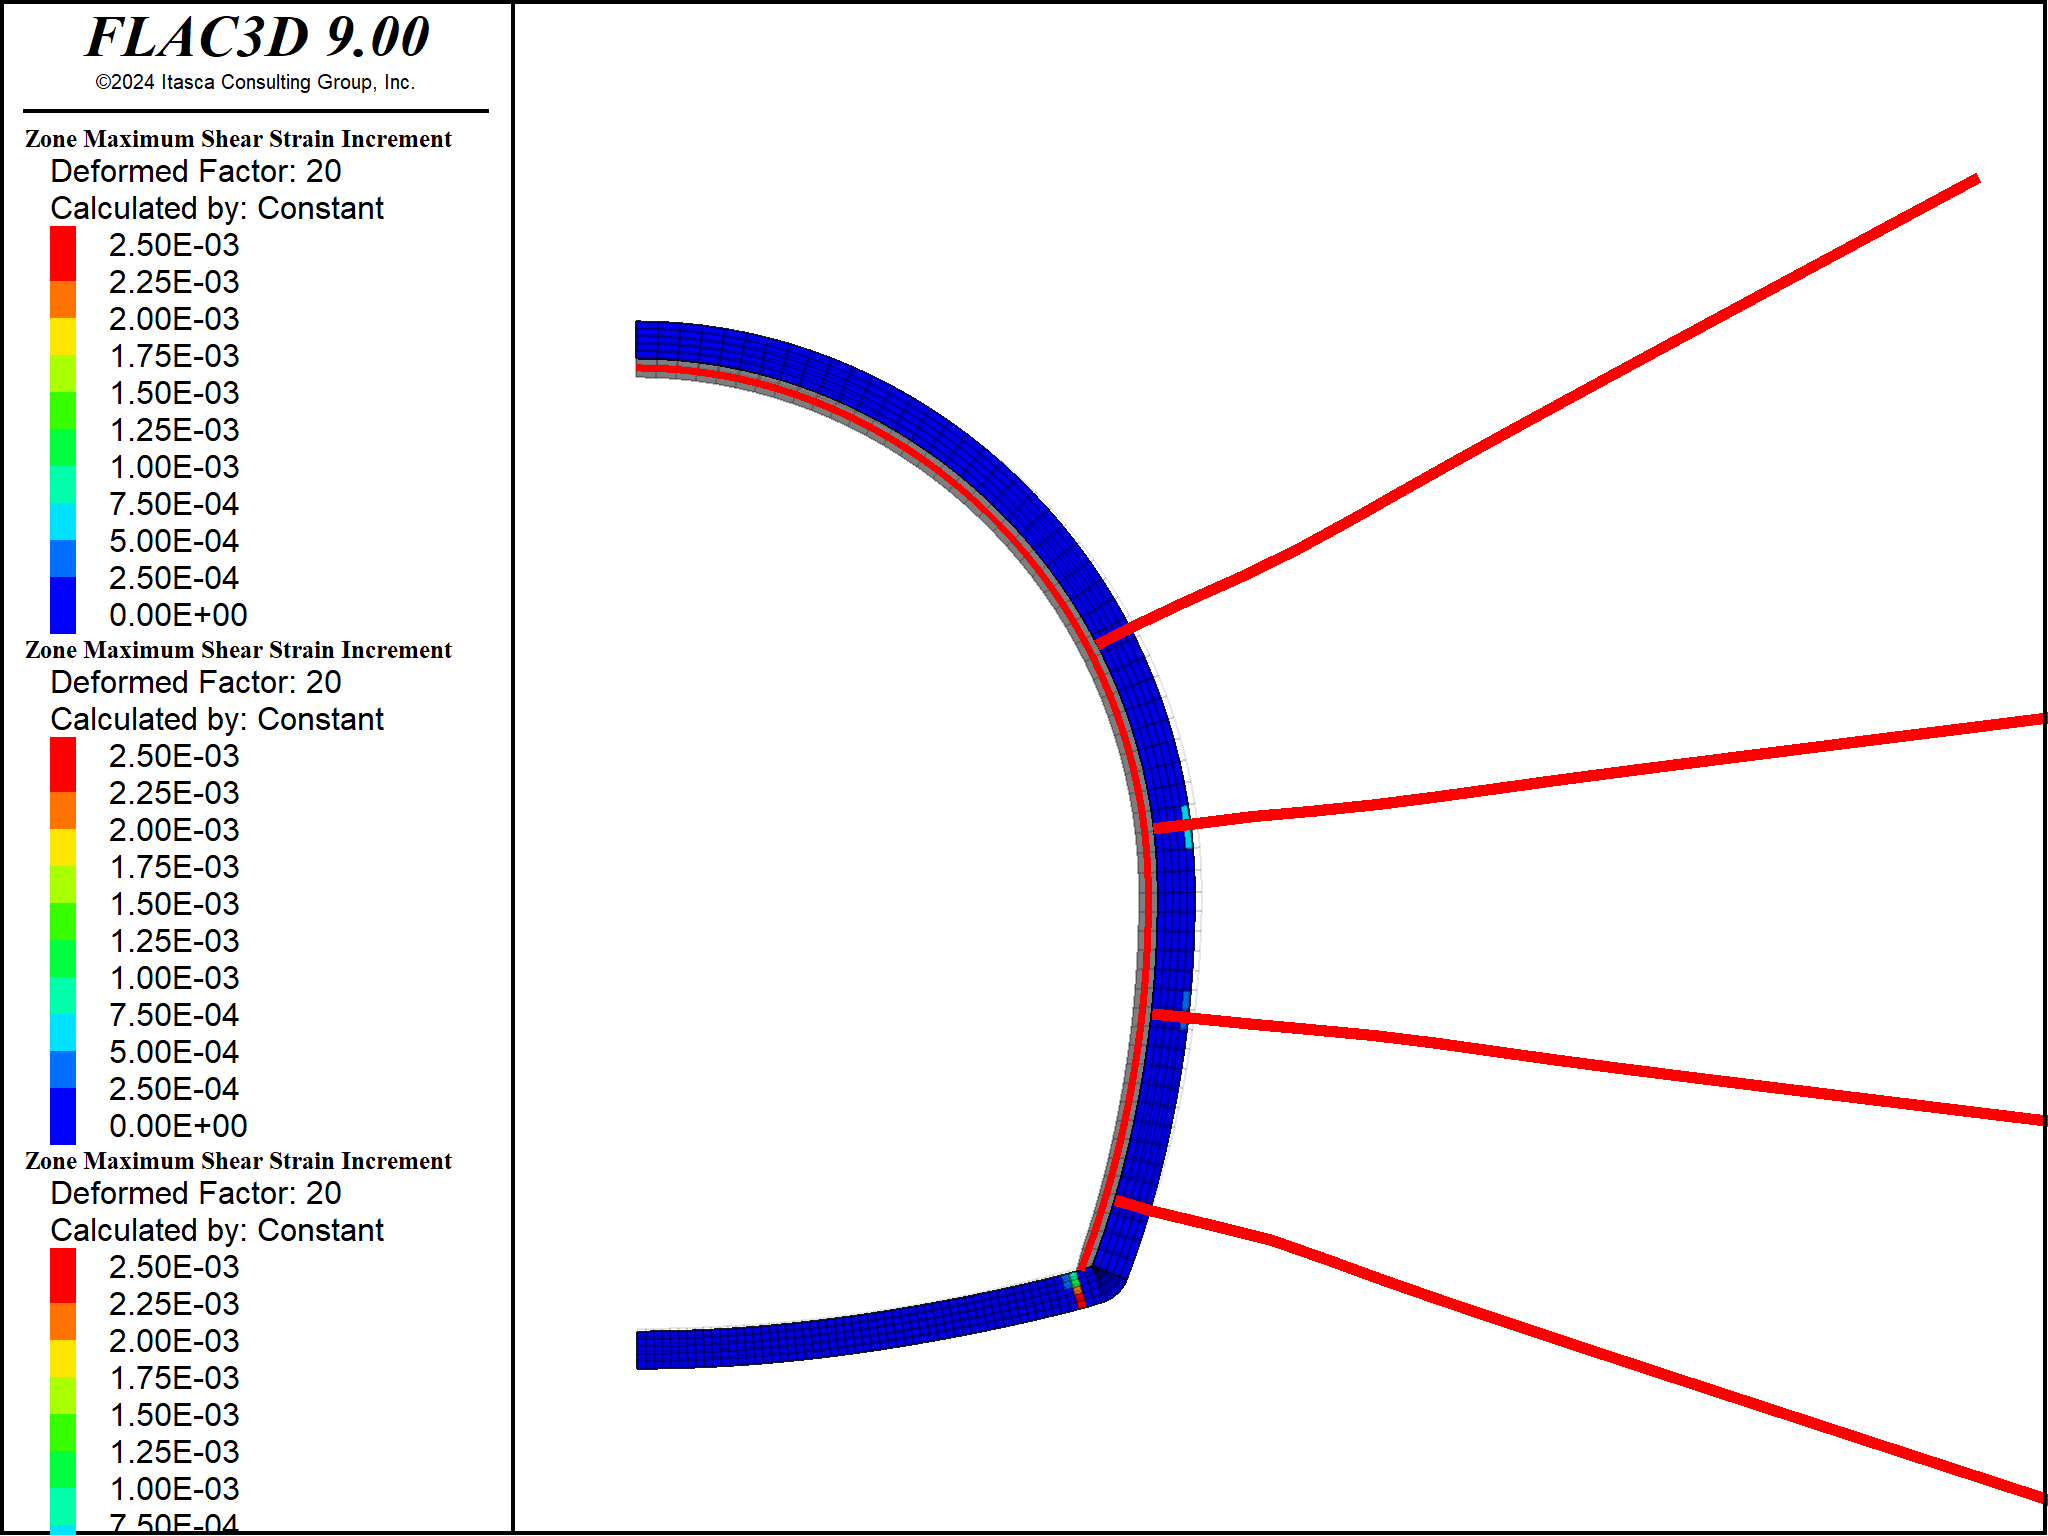 FLAC3D 9.00
©2024 Itasca Consulting Group, Inc.
Zone Maximum Shear Strain Increment
Deformed Factor: 20
Calculated by: Constant
2.50E-03
2.25E-03
2.00E-03
1.75E-03
1.50E-03
1.25E-03
1.00E-03
7.50E-04
5.00E-04
2.50E-04
0.00E+00
Zone Maximum Shear Strain Increment
Deformed Factor: 20
Calculated by: Constant
2.50E-03
2.25E-03
2.00E-03
1.75E-03
1.50E-03
1.25E-03
1.00E-03
7.50E-04
5.00E-04
2.50E-04
0.00E+00
Zone Maximum Shear Strain Increment
Deformed Factor: 20
Calculated by: Constant
2.50E-03
2.25E-03
2.00E-03
1.75E-03
1.50E-03
1.25E-03
1.00E-03
7.50E-04